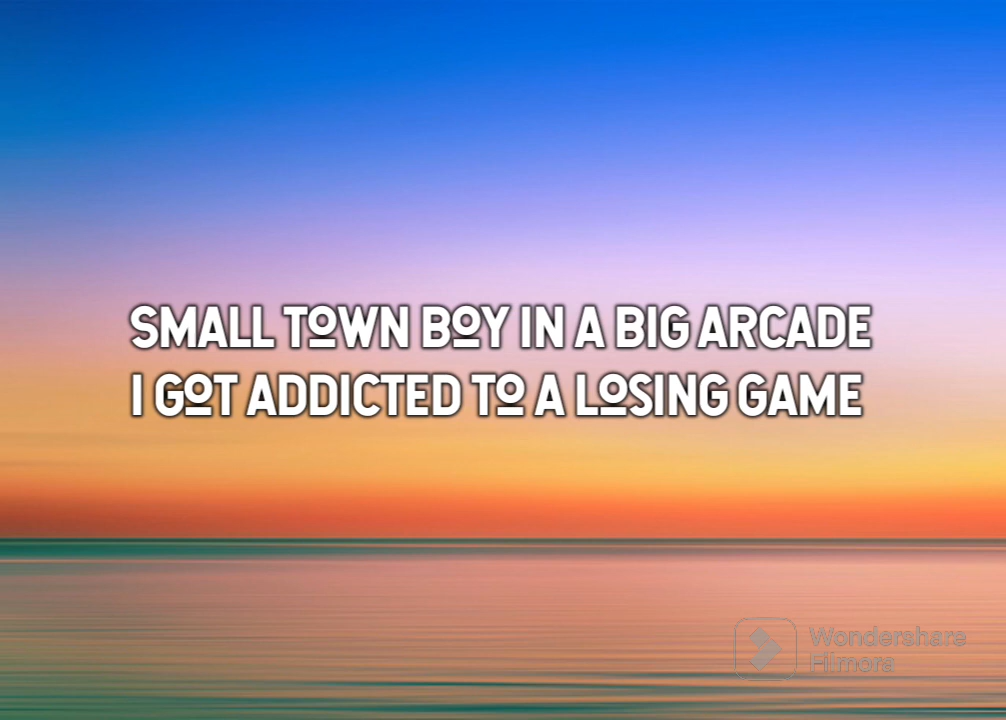 SMALL TOWN BOY IN A BIG ARCADE
I GOT ADDICTED TO A LOSING GAME
Wondershare
Filmora